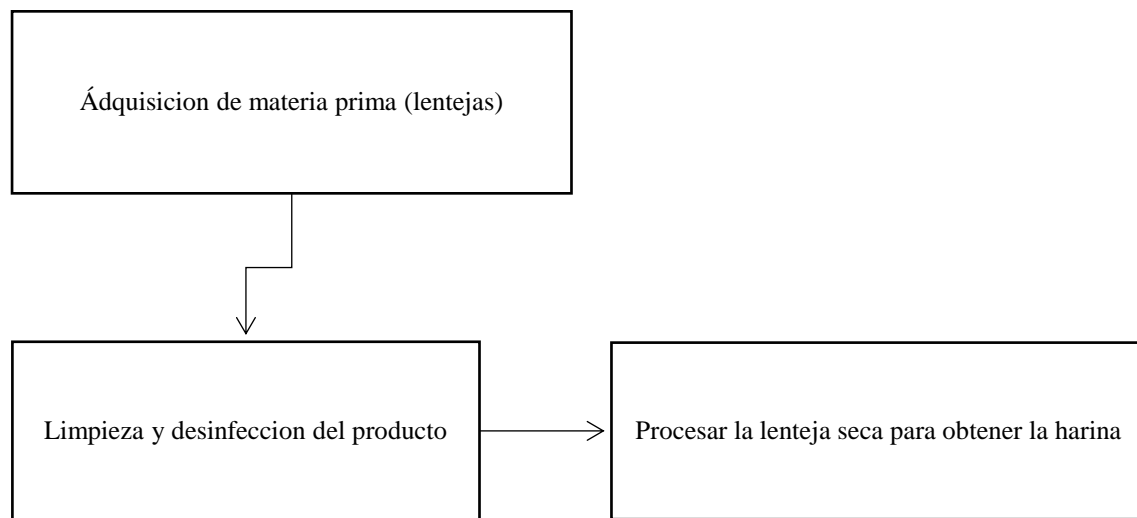 Ádquisicion de materia prima (lentejas)
Limpieza y desinfeccion del producto
Procesar la lenteja seca para obtener la harina